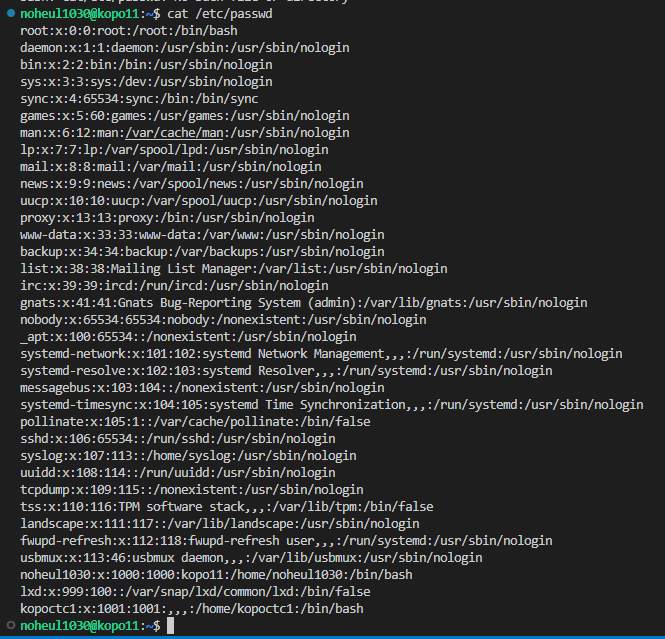 noheul1030@kopo11:~$ cat /etc/passwd
root:x:0:0:root:/root:/bin/bash
daemon:x:1:1:daemon:/usr/sbin:/usr/sbin/nologin
bin:x:2:2:bin:/bin:/usr/sbin/nologin
sys:x:3:3:sys:/dev:/usr/sbin/nologin
sync:x:4:65534:sync:/bin:/bin/sync
games:x:5:60:games:/usr/games:/usr/sbin/nologin
man:x:6:12:man:/var/cache/man:/usr/sbin/nologin
lp:x:7:7:lp:/var/spool/lpd:/usr/sbin/nologin
mail:x:8:8:mail:/var/mail:/usr/sbin/nologin
news:x:9:9:news:/var/spool/news:/usr/sbin/nologin
uucp:x:10:10:uucp:/var/spool/uucp:/usr/sbin/nologin
proxy:x:13:13:proxy:/bin:/usr/sbin/nologin
www-data:x:33:33:www-data:/var/www:/usr/sbin/nologin
backup:x:34:34:backup:/var/backups:/usr/sbin/nologin
list:x:38:38:Mailing List Manager:/var/list:/usr/sbin/nologin
irc:x:39:39:ircd:/run/ircd:/usr/sbin/nologin
gnats:x:41:41:Gnats Bug-Reporting System (admin):/var/lib/gnats:/usr/sbin/nologin
nobody:x:65534:65534:nobody:/nonexistent:/usr/sbin/nologin
_apt:x:100:65534::/nonexistent:/usr/sbin/nologin
systemd-network:x:101:102:systemd Network Management,,,:/run/systemd:/usr/sbin/nologin
systemd-resolve:x:102:103:systemd Resolver,,,:/run/systemd:/usr/sbin/nologin
messagebus:x:103:104::/nonexistent:/usr/sbin/nologin
systemd-timesync:x:104:105:systemd Time Synchronization,,,:/run/systemd:/usr/sbin/nologin
pollinate:x:105:1::/var/cache/pollinate:/bin/false
sshd:x:106:65534::/run/sshd:/usr/sbin/nologin
syslog:x:107:113::/home/syslog:/usr/sbin/nologin
uuidd:x:108:114::/run/uuidd:/usr/sbin/nologin
tcpdump:x:109:115::/nonexistent:/usr/sbin/nologin
tss:x:110:116:TPM software stack,,,:/var/lib/tpm:/bin/false
landscape:x:111:117::/var/lib/landscape:/usr/sbin/nologin
fwupd-refresh:x:112:118:fwupd-refresh user,,,:/run/systemd:/usr/sbin/nologin
usbmux:x:113:46:usbmux daemon,,,:/var/lib/usbmux:/usr/sbin/nologin
noheul1030:x:1000:1000:kopo11:/home/noheul1030:/bin/bash
lxd:x:999:100::/var/snap/lxd/common/lxd:/bin/false
kopoctc1:x:1001:1001:,,,:/home/kopoctc1:/bin/bash
noheul1030@kopo11:~$